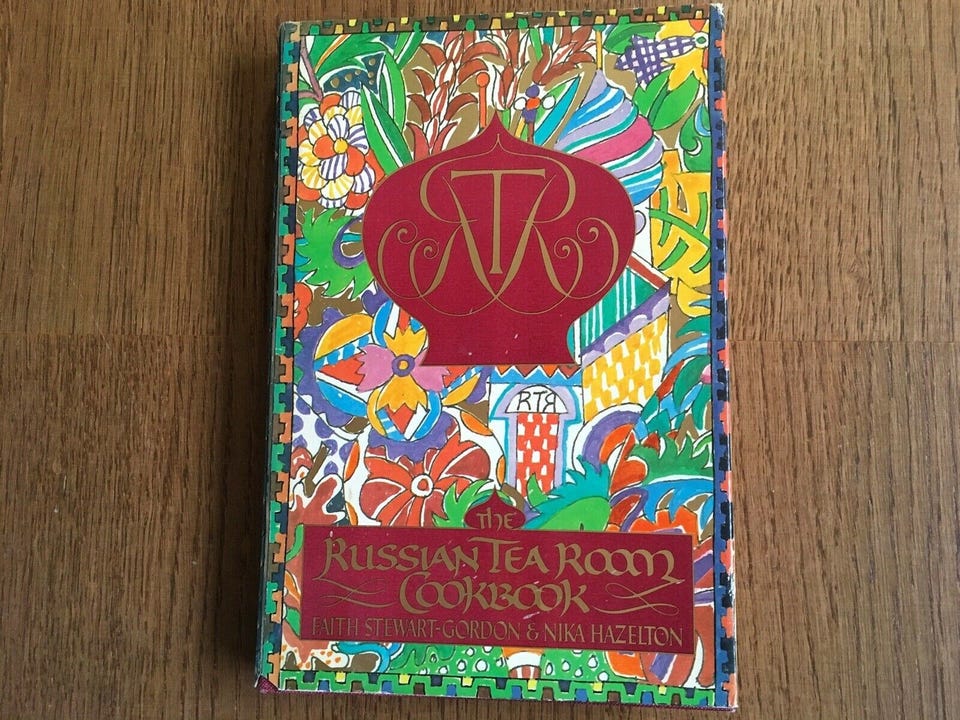 RTR
RTR
The
Russian Tea Room
Cookbook
FAITH STEWART-GORDON & NIKA HAZELTON